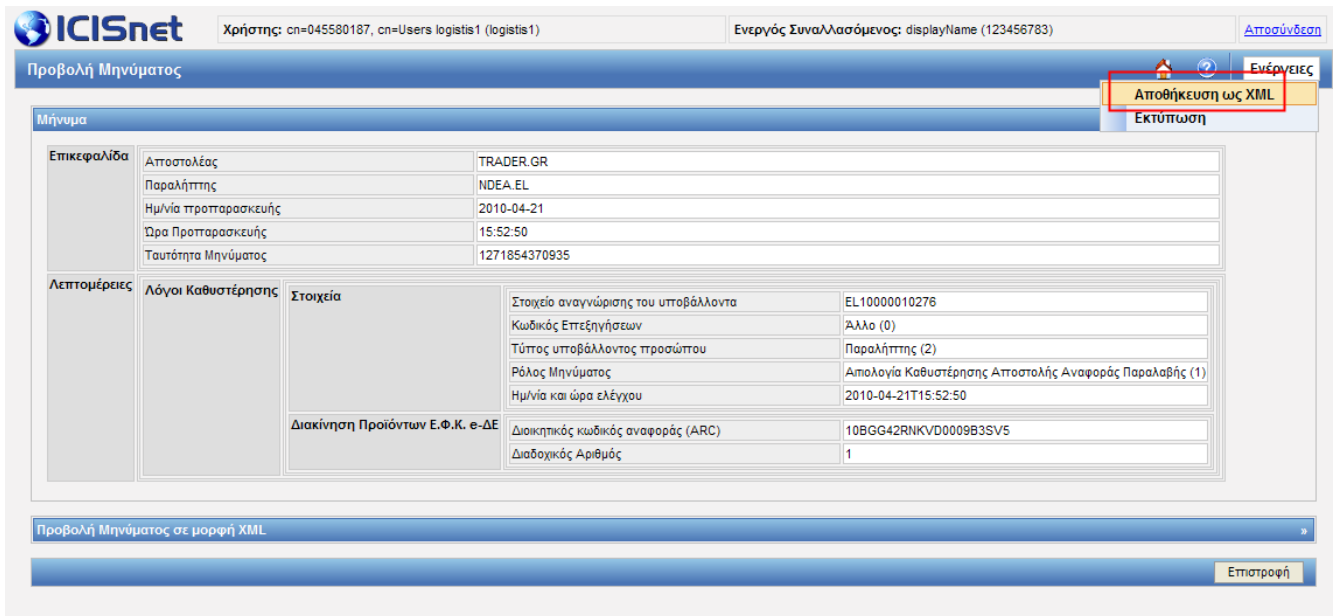 ICISnet
Χρήστης: cn=045580187, cn=Users logistis1 (logistis1)
Ενεργός Συναλλασόμενος: displayName (123456783)
Αποσύνδεση
Προβολή Μηνύματος
Ενέργειες
Αποθήκευση ως XML
Εκτύπωση
Μήνυμα
Επικεφαλίδα
Αποστολέας TRADER.GR
Παραλήπτης NDEA.EL
Ημ/νία προπαρασκευής 2010-04-21
Ώρα Προπαρασκευής 15:52:50
Ταυτότητα Μηνύματος 1271854370935
Λεπτομέρειες
Λόγοι Καθυστέρησης
Στοιχεία
Στοιχείο αναγνώρισης του υποβάλλοντα EL10000010276
Κωδικός Επεξηγήσεων Άλλο (0)
Τύπος υποβάλλοντος προσώπου Παραλήπτης (2)
Ρόλος Μηνύματος Αιτιολογία Καθυστέρησης Αποστολής Αναφοράς Παραλαβής (1)
Ημ/νία και ώρα ελέγχου 2010-04-21T15:52:50
Διακίνηση Προϊόντων Ε.Φ.Κ. e-ΔΕ
Διοικητικός κωδικός αναφοράς (ARC) 10BGG42RNKVD0009B3SV5
Διαδοχικός Αριθμός 1
Προβολή Μηνύματος σε μορφή XML »
Επιστροφή